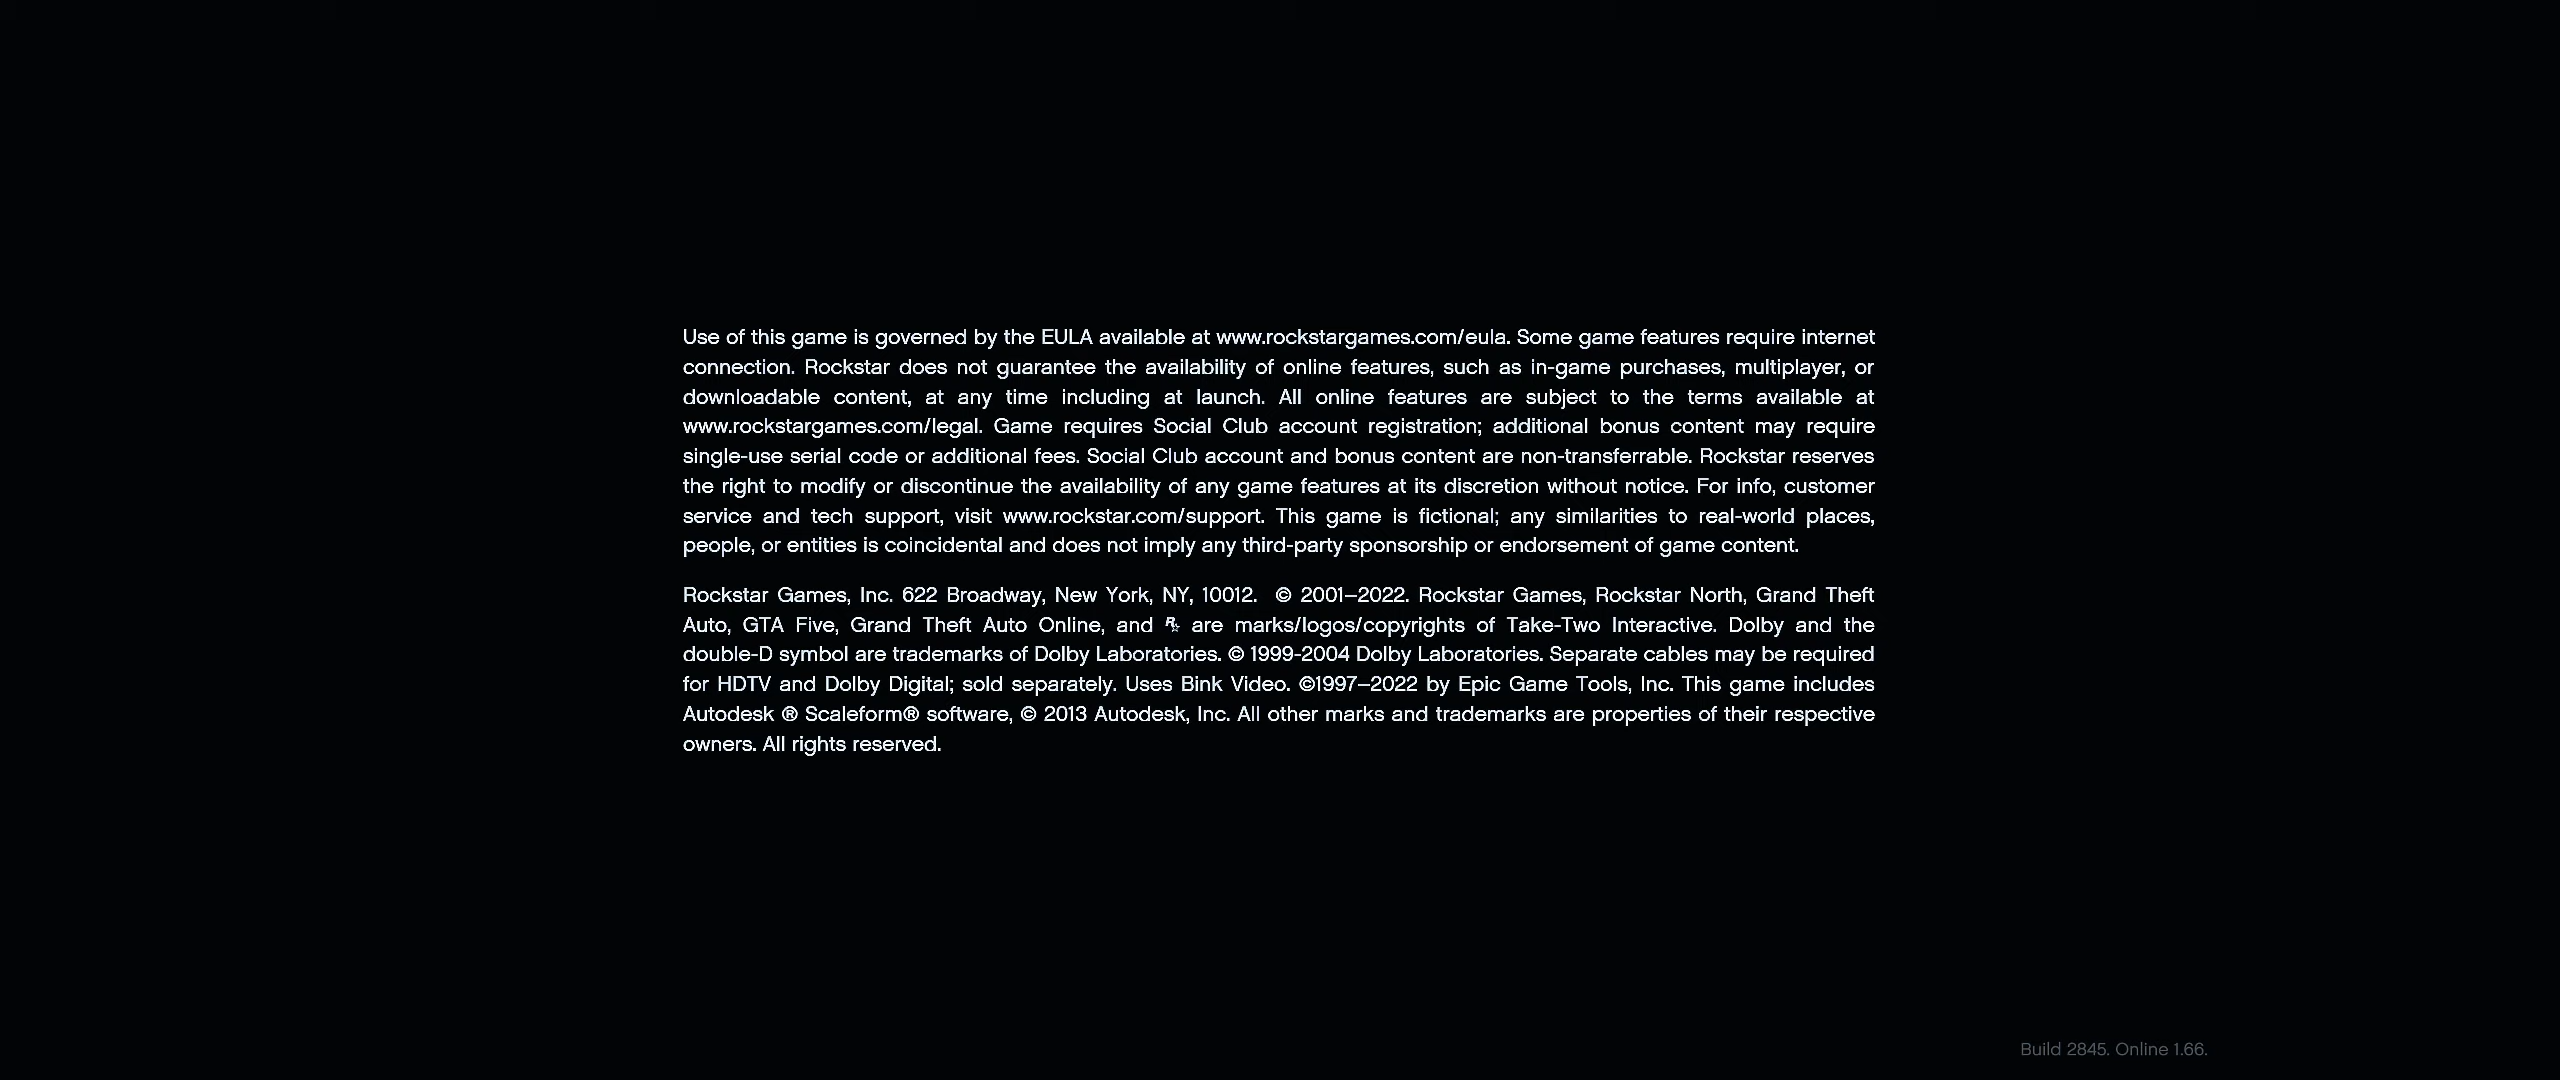 Use of this game is governed by the EULA available at www.rockstargames.com/eula. Some game features require internet
connection. Rockstar does not guarantee the availability of online features, such as in-game purchases, multiplayer, or
downloadable content, at any time including at launch. All online features are subject to the terms available at
www.rockstargames.com/legal. Game requires Social Club account registration; additional bonus content may require
single-use serial code or additional fees. Social Club account and bonus content are non-transferrable. Rockstar reserves
the right to modify or discontinue the availability of any game features at its discretion without notice. For info, customer
service and tech support, visit www.rockstar.com/support. This game is fictional; any similarities to real-world places,
people, or entities is coincidental and does not imply any third-party sponsorship or endorsement of game content.
Rockstar Games, Inc. 622 Broadway, New York, NY, 10012. © 2001–2022. Rockstar Games, Rockstar North, Grand Theft
Auto, GTA Five, Grand Theft Auto Online, and R* are marks/logos/copyrights of Take-Two Interactive. Dolby and the
double-D symbol are trademarks of Dolby Laboratories. © 1999-2004 Dolby Laboratories. Separate cables may be required
for HDTV and Dolby Digital; sold separately. Uses Bink Video. ©1997–2022 by Epic Game Tools, Inc. This game includes
Autodesk ® Scaleform® software, © 2013 Autodesk, Inc. All other marks and trademarks are properties of their respective
owners. All rights reserved.
Build 2845. Online 1.66.